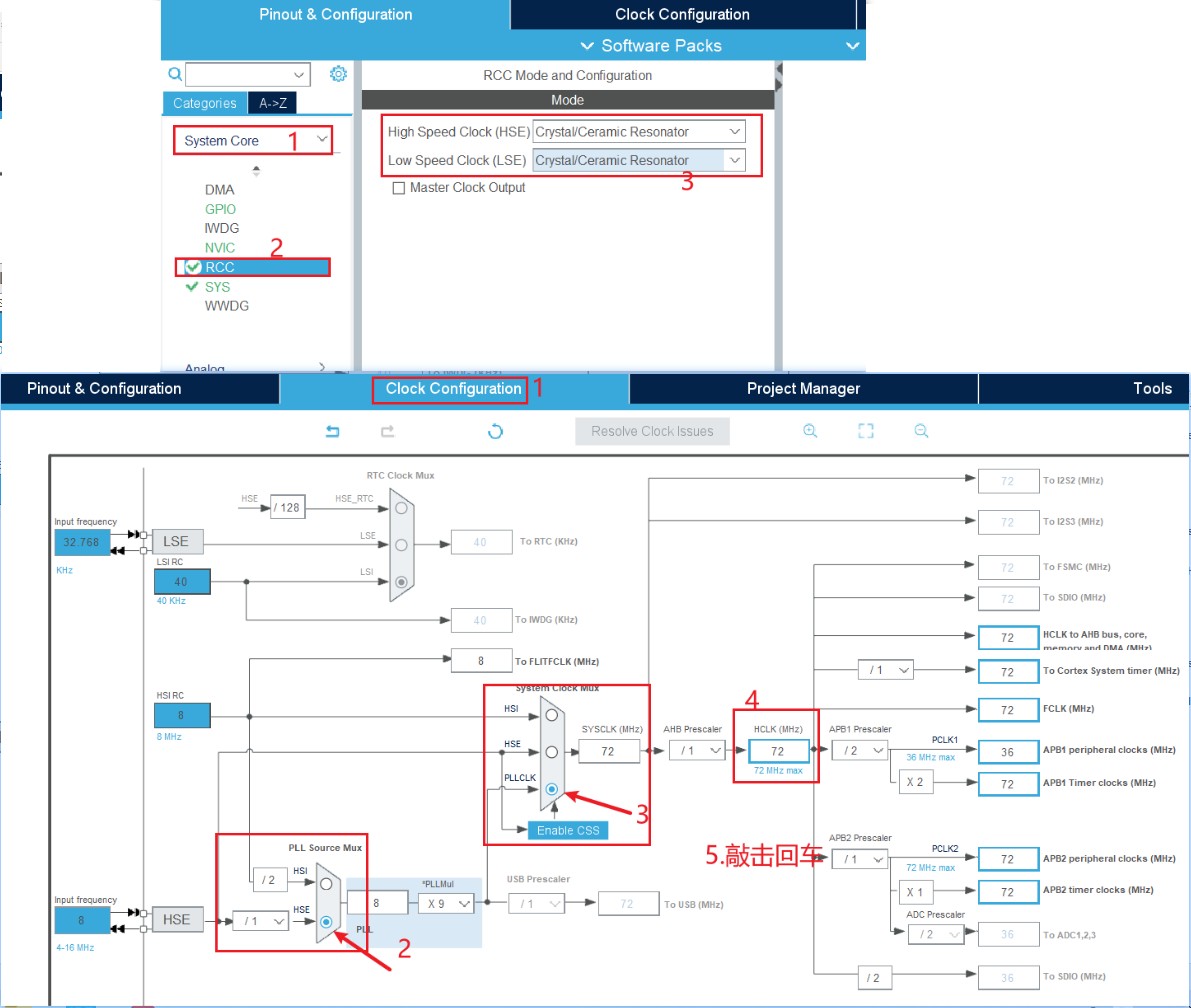 Pinout & Configuration
Clock Configuration
Software Packs
RCC Mode and Configuration
Categories
A->Z
Mode
System Core
1
High Speed Clock (HSE)
Crystal/Ceramic Resonator
Low Speed Clock (LSE)
Crystal/Ceramic Resonator
3
Master Clock Output
DMA
GPIO
IWDG
NVIC
2
RCC
SYS
WWDG
Analog
Pinout & Configuration
Clock Configuration
1
Project Manager
Tools
Resolve Clock Issues
RTC Clock Mux
HSE
/ 128
HSE_RTC
Input frequency
32.768
KHz
LSE
LSE
40
To RTC (KHz)
LSI RC
40
40 KHz
LSI
40
To IWDG (KHz)
8
To FLITFCLK (MHz)
HSI RC
8
8 MHz
System Clock Mux
HSI
HSE
PLLCLK
3
Enable CSS
SYSCLK (MHz)
72
AHB Prescaler
/ 1
4
HCLK (MHz)
72
72 MHz max
5.敲击回车
72
To I2S2 (MHz)
72
To I2S3 (MHz)
72
To FSMC (MHz)
72
To SDIO (MHz)
72
HCLK to AHB bus, core,
memory and DMA (MHz)
/ 1
72
To Cortex System timer (MHz)
72
FCLK (MHz)
APB1 Prescaler
/ 2
PCLK1
36 MHz max
36
APB1 peripheral clocks (MHz)
X 2
72
APB1 Timer clocks (MHz)
APB2 Prescaler
/ 1
PCLK2
72 MHz max
72
APB2 peripheral clocks (MHz)
X 1
72
APB2 timer clocks (MHz)
ADC Prescaler
/ 2
36
To ADC1,2,3
/ 2
36
To SDIO (MHz)
PLL Source Mux
/ 2
HSI
Input frequency
8
4-16 MHz
HSE
/ 1
HSE
2
8
*PLLMul
X 9
PLL
USB Prescaler
/ 1
72
To USB (MHz)